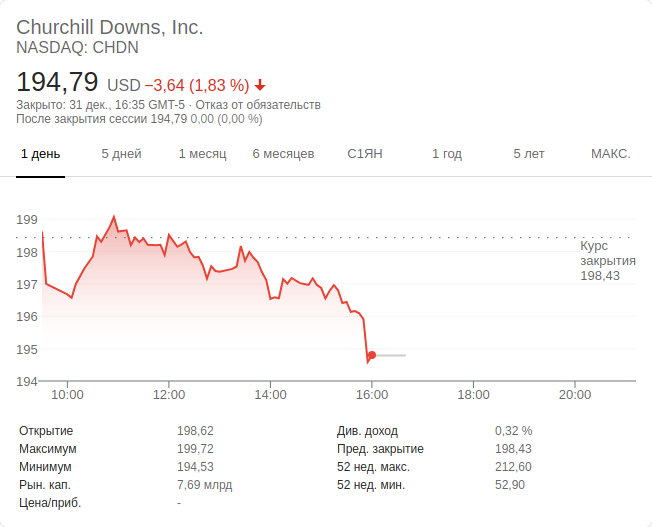 Churchill Downs, Inc.
NASDAQ: CHDN
194,79 USD −3,64 (1,83 %)
Закрыто: 31 дек., 16:35 GMT-5 · Отказ от обязательств
После закрытия сессии 194,79 0,00 (0,00 %)
1 день 5 дней 1 месяц 6 месяцев С1ЯН 1 год 5 лет МАКС.
199
198
197
196
195
194
Курс
закрытия
198,43
10:00 12:00 14:00 16:00 18:00 20:00
Открытие 198,62 Див. доход 0,32 %
Максимум 199,72 Пред. закрытие 198,43
Минимум 194,53 52 нед. макс. 212,60
Рын. кап. 7,69 млрд 52 нед. мин. 52,90
Цена/приб. -